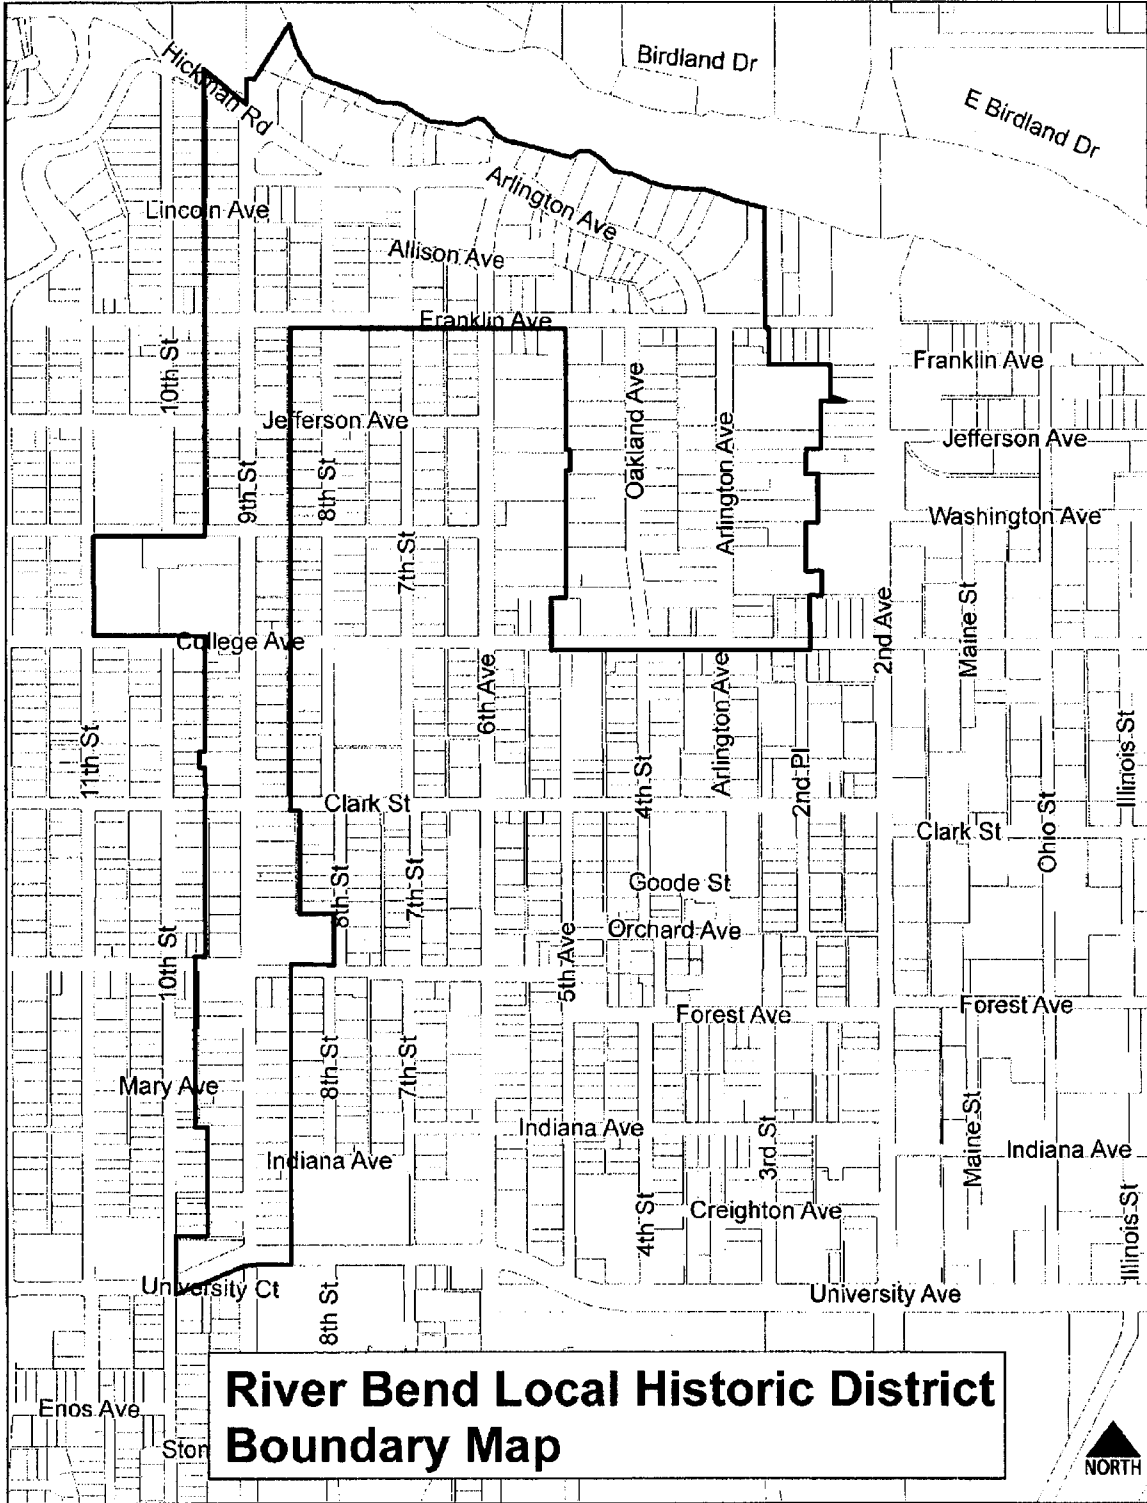 Birdland Dr
Hickman Rd
E Birdland Dr
Lincoln Ave
Arlington Ave
Allison Ave
Franklin Ave
Franklin Ave
10th St
Oakland Ave
Jefferson Ave
Arlington Ave
Jefferson Ave
9th St
8th St
Washington Ave
7th St
2nd Ave
Maine St
College Ave
6th Ave
Arlington Ave
11th St
4th St
2nd Pl
Illinois St
Clark St
Ohio St
Clark St
8th St
7th St
Goode St
Orchard Ave
10th St
5th Ave
Forest Ave
Forest Ave
8th St
7th St
Mary Ave
Maine St
Indiana Ave
3rd St
Indiana Ave
Indiana Ave
4th St
Creighton Ave
Illinois St
University Ct
8th St
University Ave
River Bend Local Historic District
Boundary Map
Enos Ave
Ston
NORTH